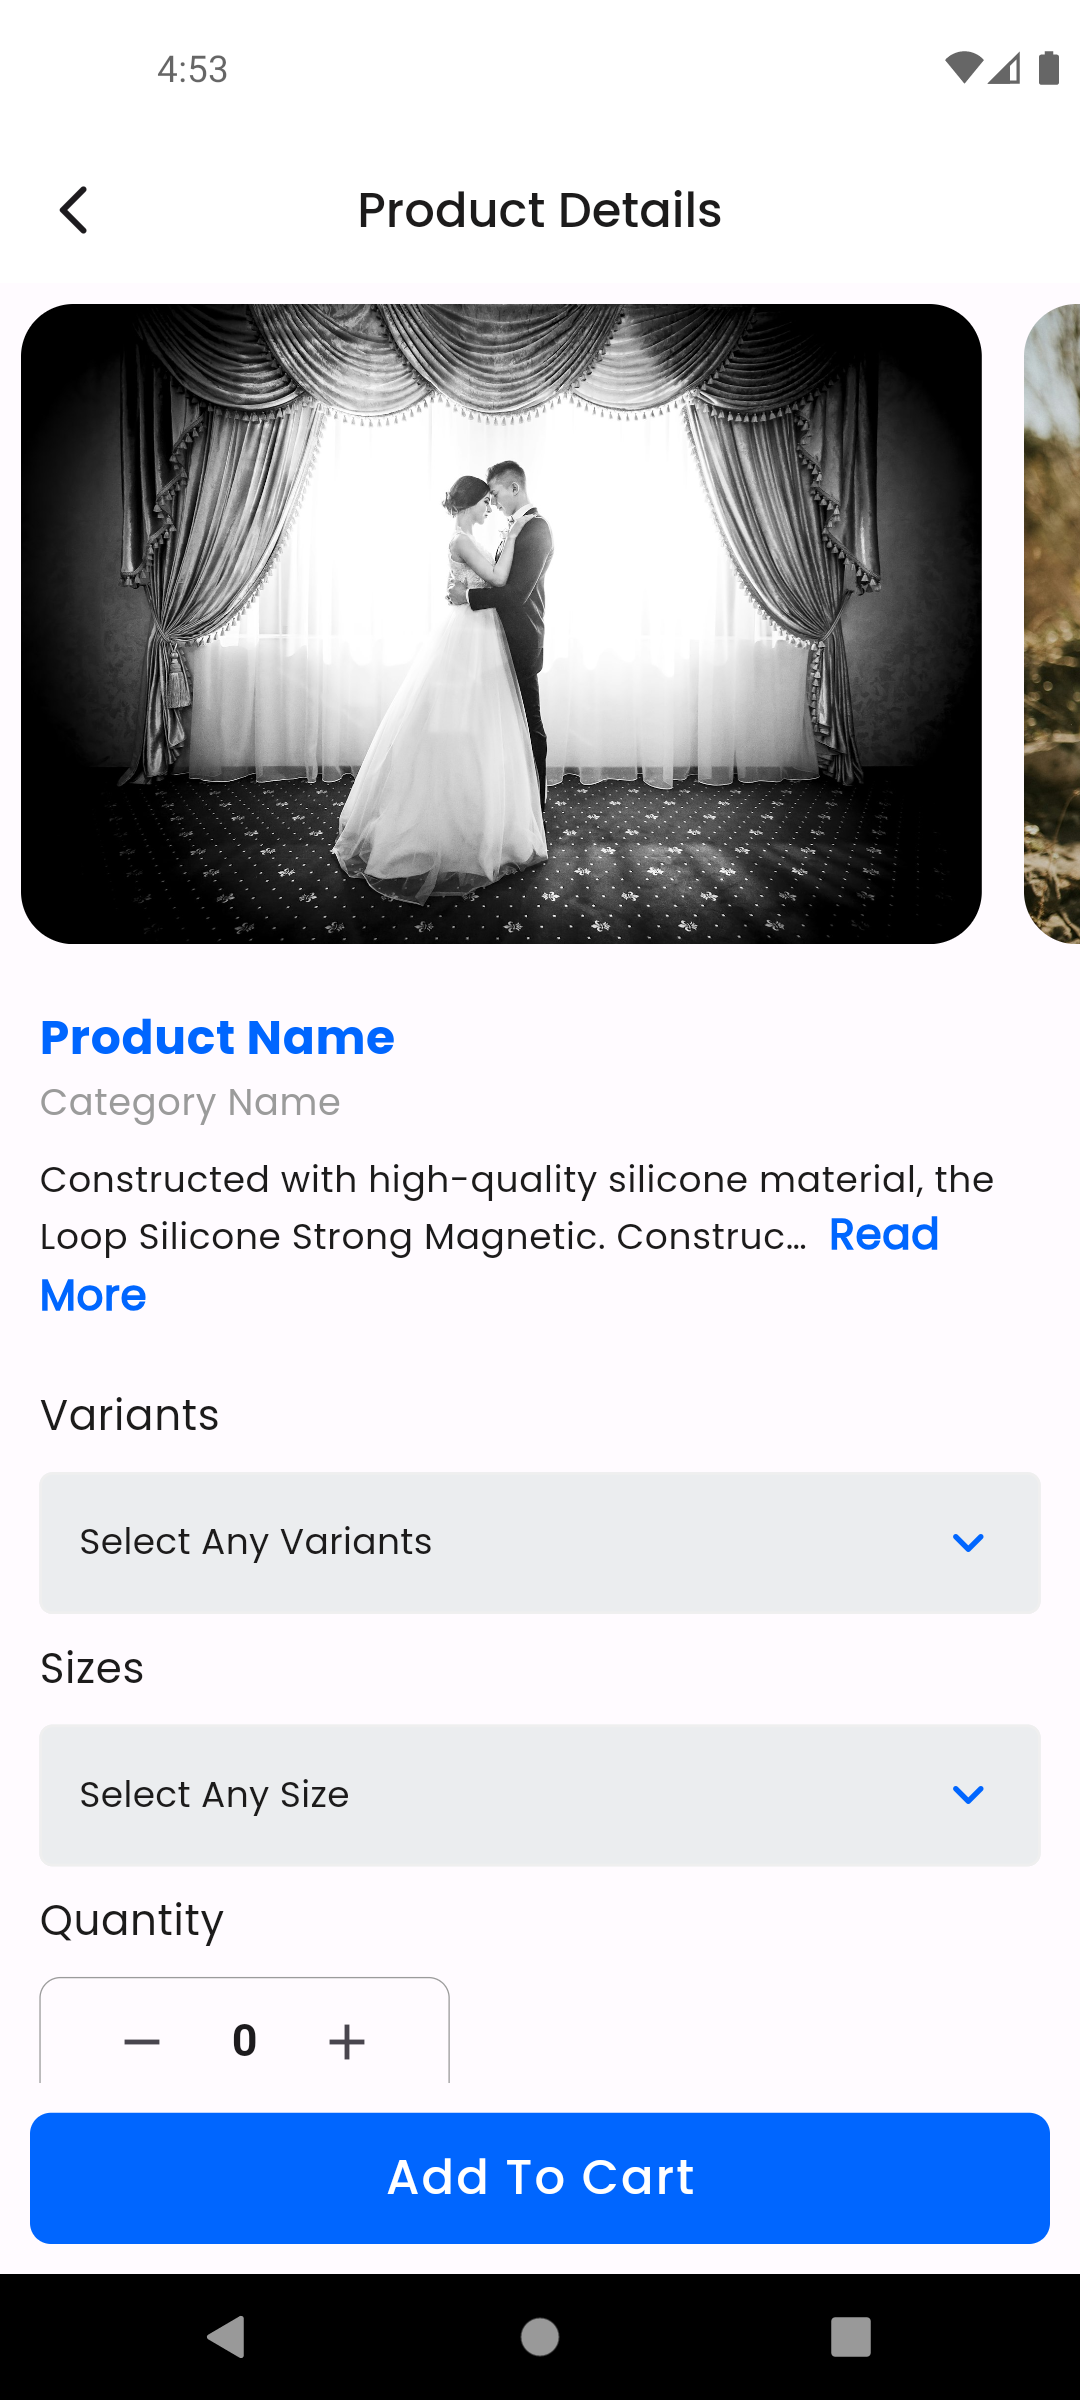 4:53
Product Details
Product Name
Category Name
Constructed with high-quality silicone material, the
Loop Silicone Strong Magnetic. Construc... Read
More
Variants
Select Any Variants
Sizes
Select Any Size
Quantity
0
Add To Cart